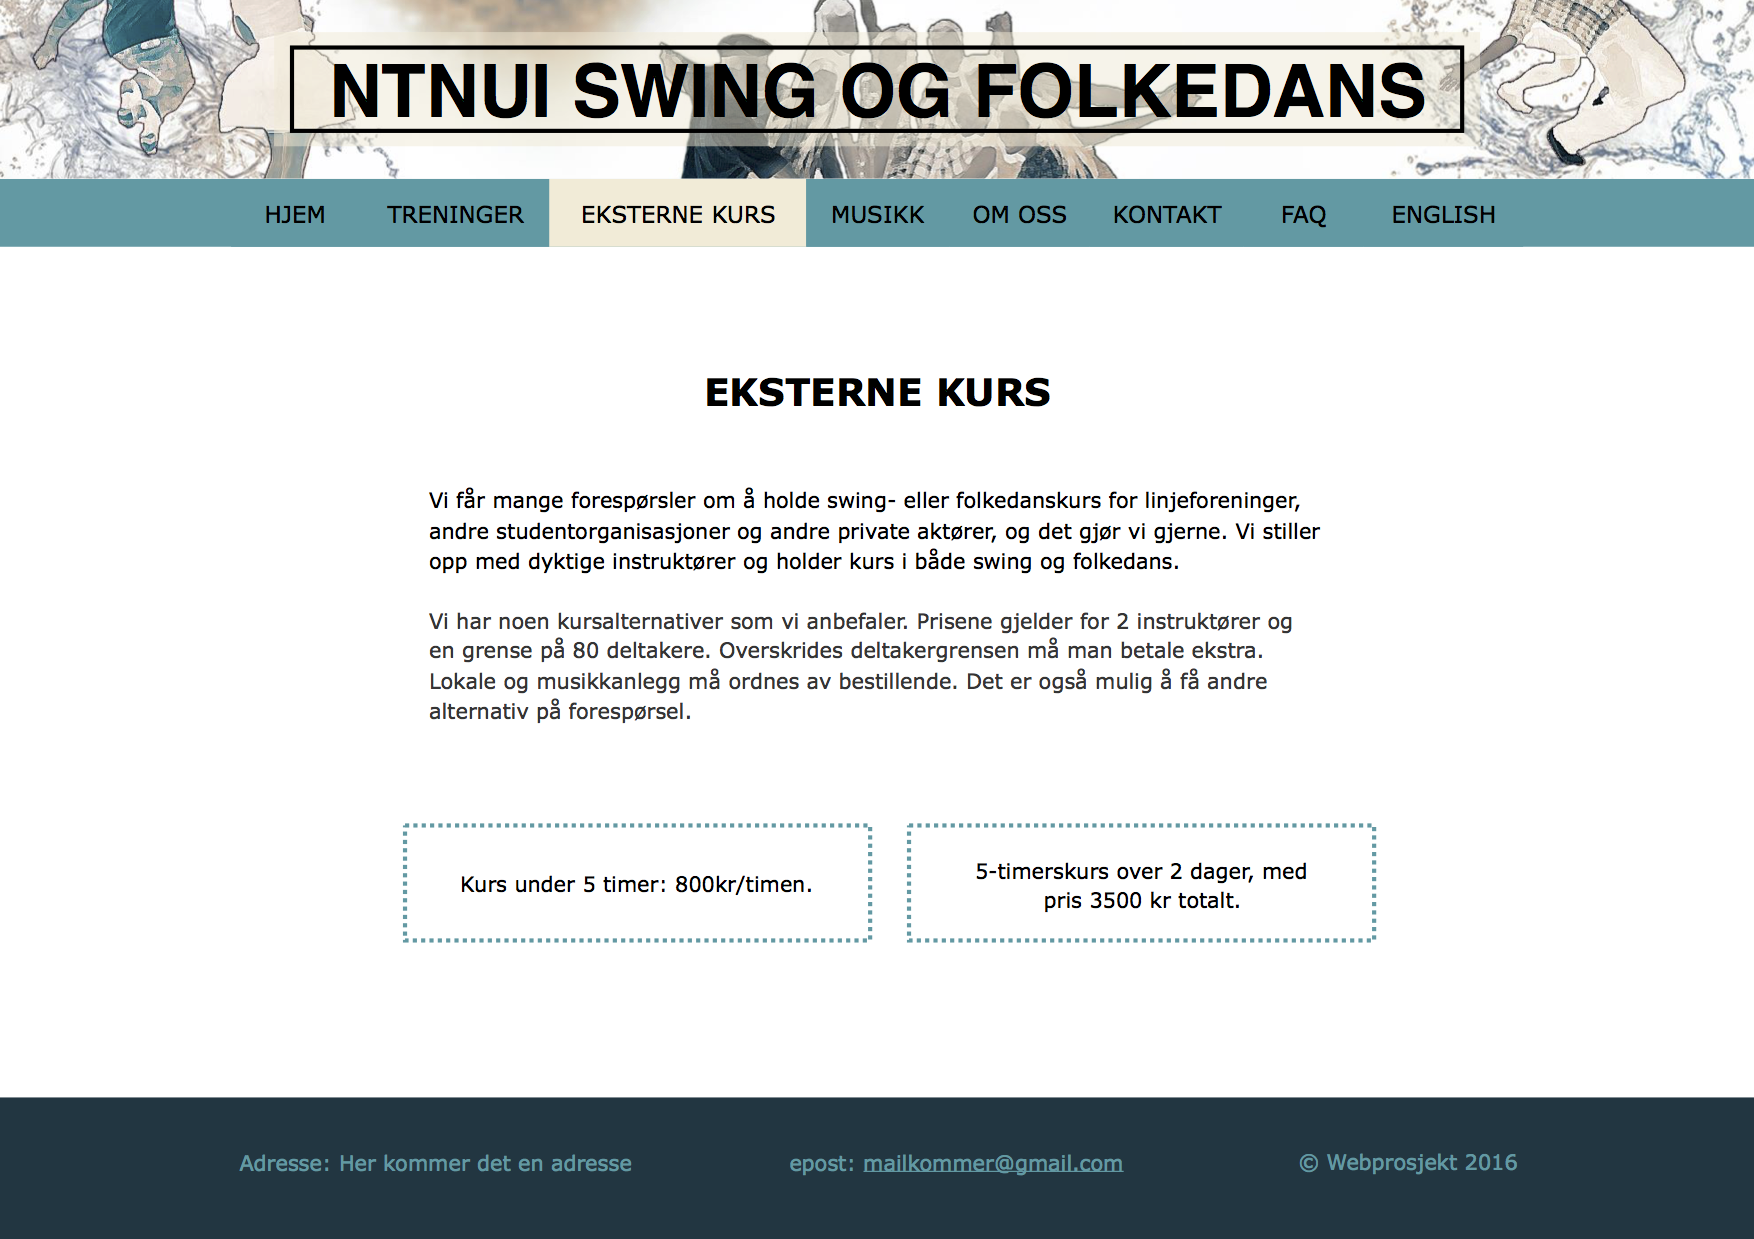 NTNUI SWING OG FOLKEDANS
HJEM TRENINGER EKSTERNE KURS MUSIKK OM OSS KONTAKT FAQ ENGLISH
EKSTERNE KURS
Vi får mange forespørsler om å holde swing- eller folkedanskurs for linjeforeninger,
andre studentorganisasjoner og andre private aktører, og det gjør vi gjerne. Vi stiller
opp med dyktige instruktører og holder kurs i både swing og folkedans.
Vi har noen kursalternativer som vi anbefaler. Prisene gjelder for 2 instruktører og
en grense på 80 deltakere. Overskrides deltakergrensen må man betale ekstra.
Lokale og musikkanlegg må ordnes av bestillende. Det er også mulig å få andre
alternativ på forespørsel.
Kurs under 5 timer: 800kr/timen.
5-timerskurs over 2 dager, med
pris 3500 kr totalt.
Adresse: Her kommer det en adresse
epost: mailkommer@gmail.com
© Webprosjekt 2016